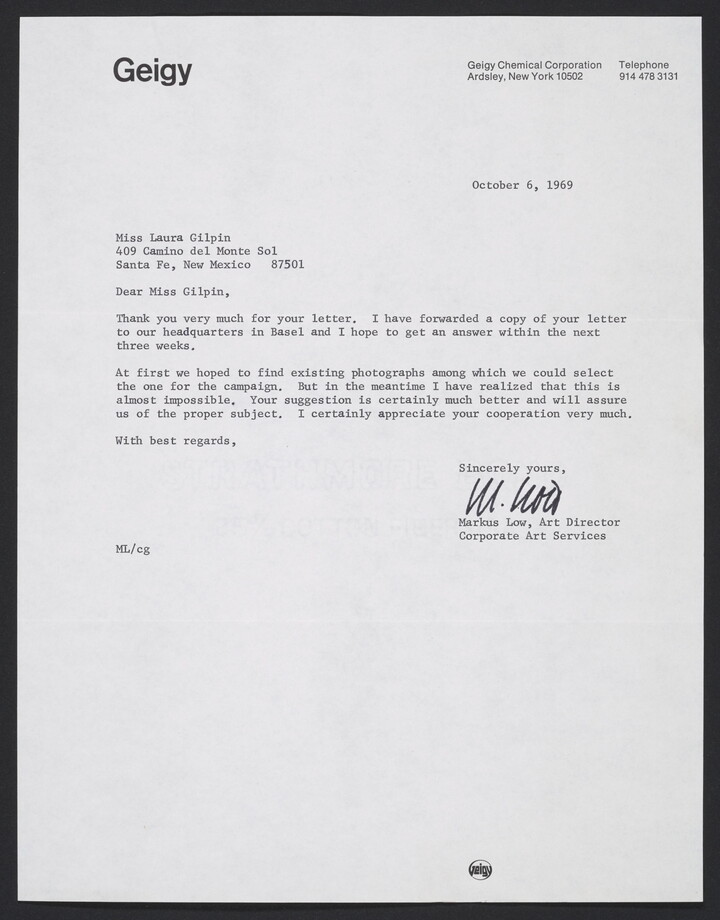 Geigy
Geigy Chemical Corporation Telephone
Ardsley, New York 10502 914 478 3131
October 6, 1969
Miss Laura Gilpin
409 Camino del Monte Sol
Santa Fe, New Mexico 87501
Dear Miss Gilpin,
Thank you very much for your letter. I have forwarded a copy of your letter
to our headquarters in Basel and I hope to get an answer within the next
three weeks.
At first we hoped to find existing photographs among which we could select
the one for the campaign. But in the meantime I have realized that this is
almost impossible. Your suggestion is certainly much better and will assure
us of the proper subject. I certainly appreciate your cooperation very much.
With best regards,
Sincerely yours,
M. Low
Markus Low, Art Director
Corporate Art Services
ML/cg
Geigy